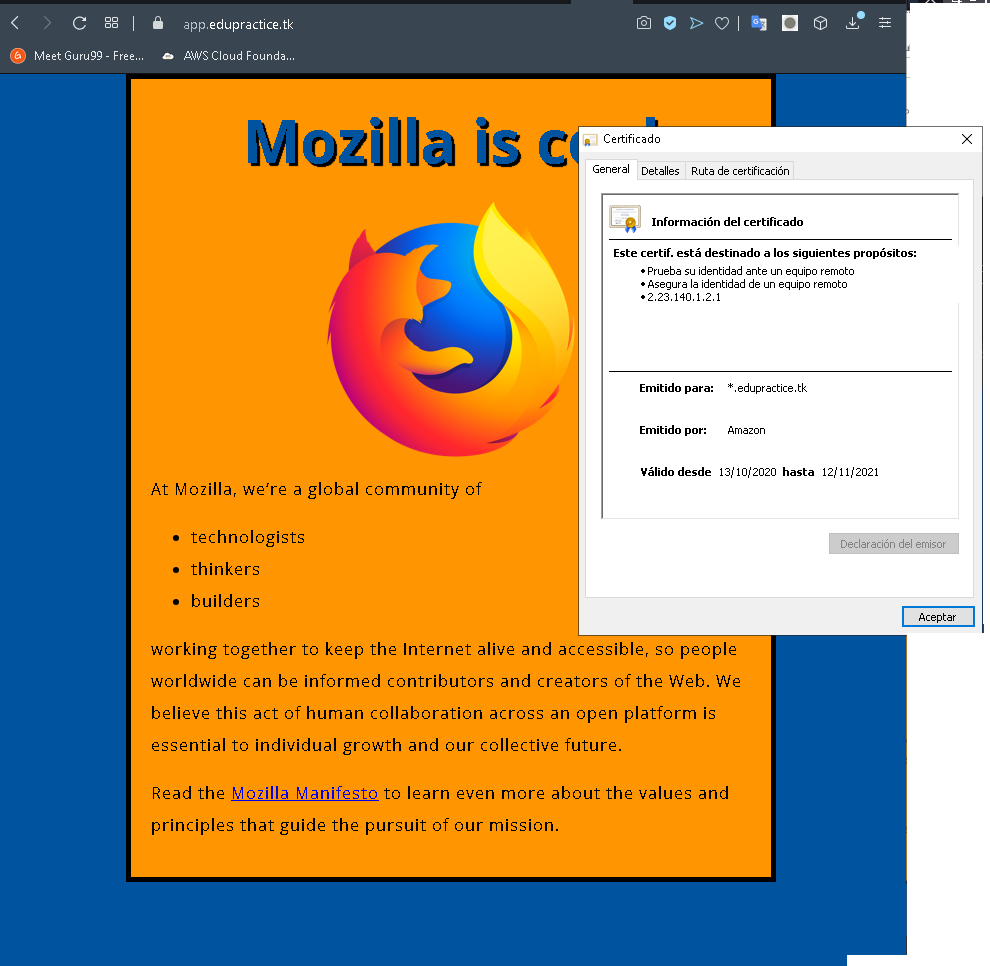 app.edupractice.tk
Meet Guru99 - Free...
AWS Cloud Founda...
Mozilla is
Certificado
General
Detalles
Ruta de certificación
Información del certificado
Este certif. está destinado a los siguientes propósitos:
•Prueba su identidad ante un equipo remoto
•Asegura la identidad de un equipo remoto
•2.23.140.1.2.1
Emitido para: *.edupractice.tk
Emitido por: Amazon
Válido desde 13/10/2020 hasta 12/11/2021
Declaración del emisor
Aceptar
At Mozilla, we’re a global community of
• technologists
• thinkers
• builders
working together to keep the Internet alive and accessible, so people
worldwide can be informed contributors and creators of the Web. We
believe this act of human collaboration across an open platform is
essential to individual growth and our collective future.
Read the Mozilla Manifesto to learn even more about the values and
principles that guide the pursuit of our mission.